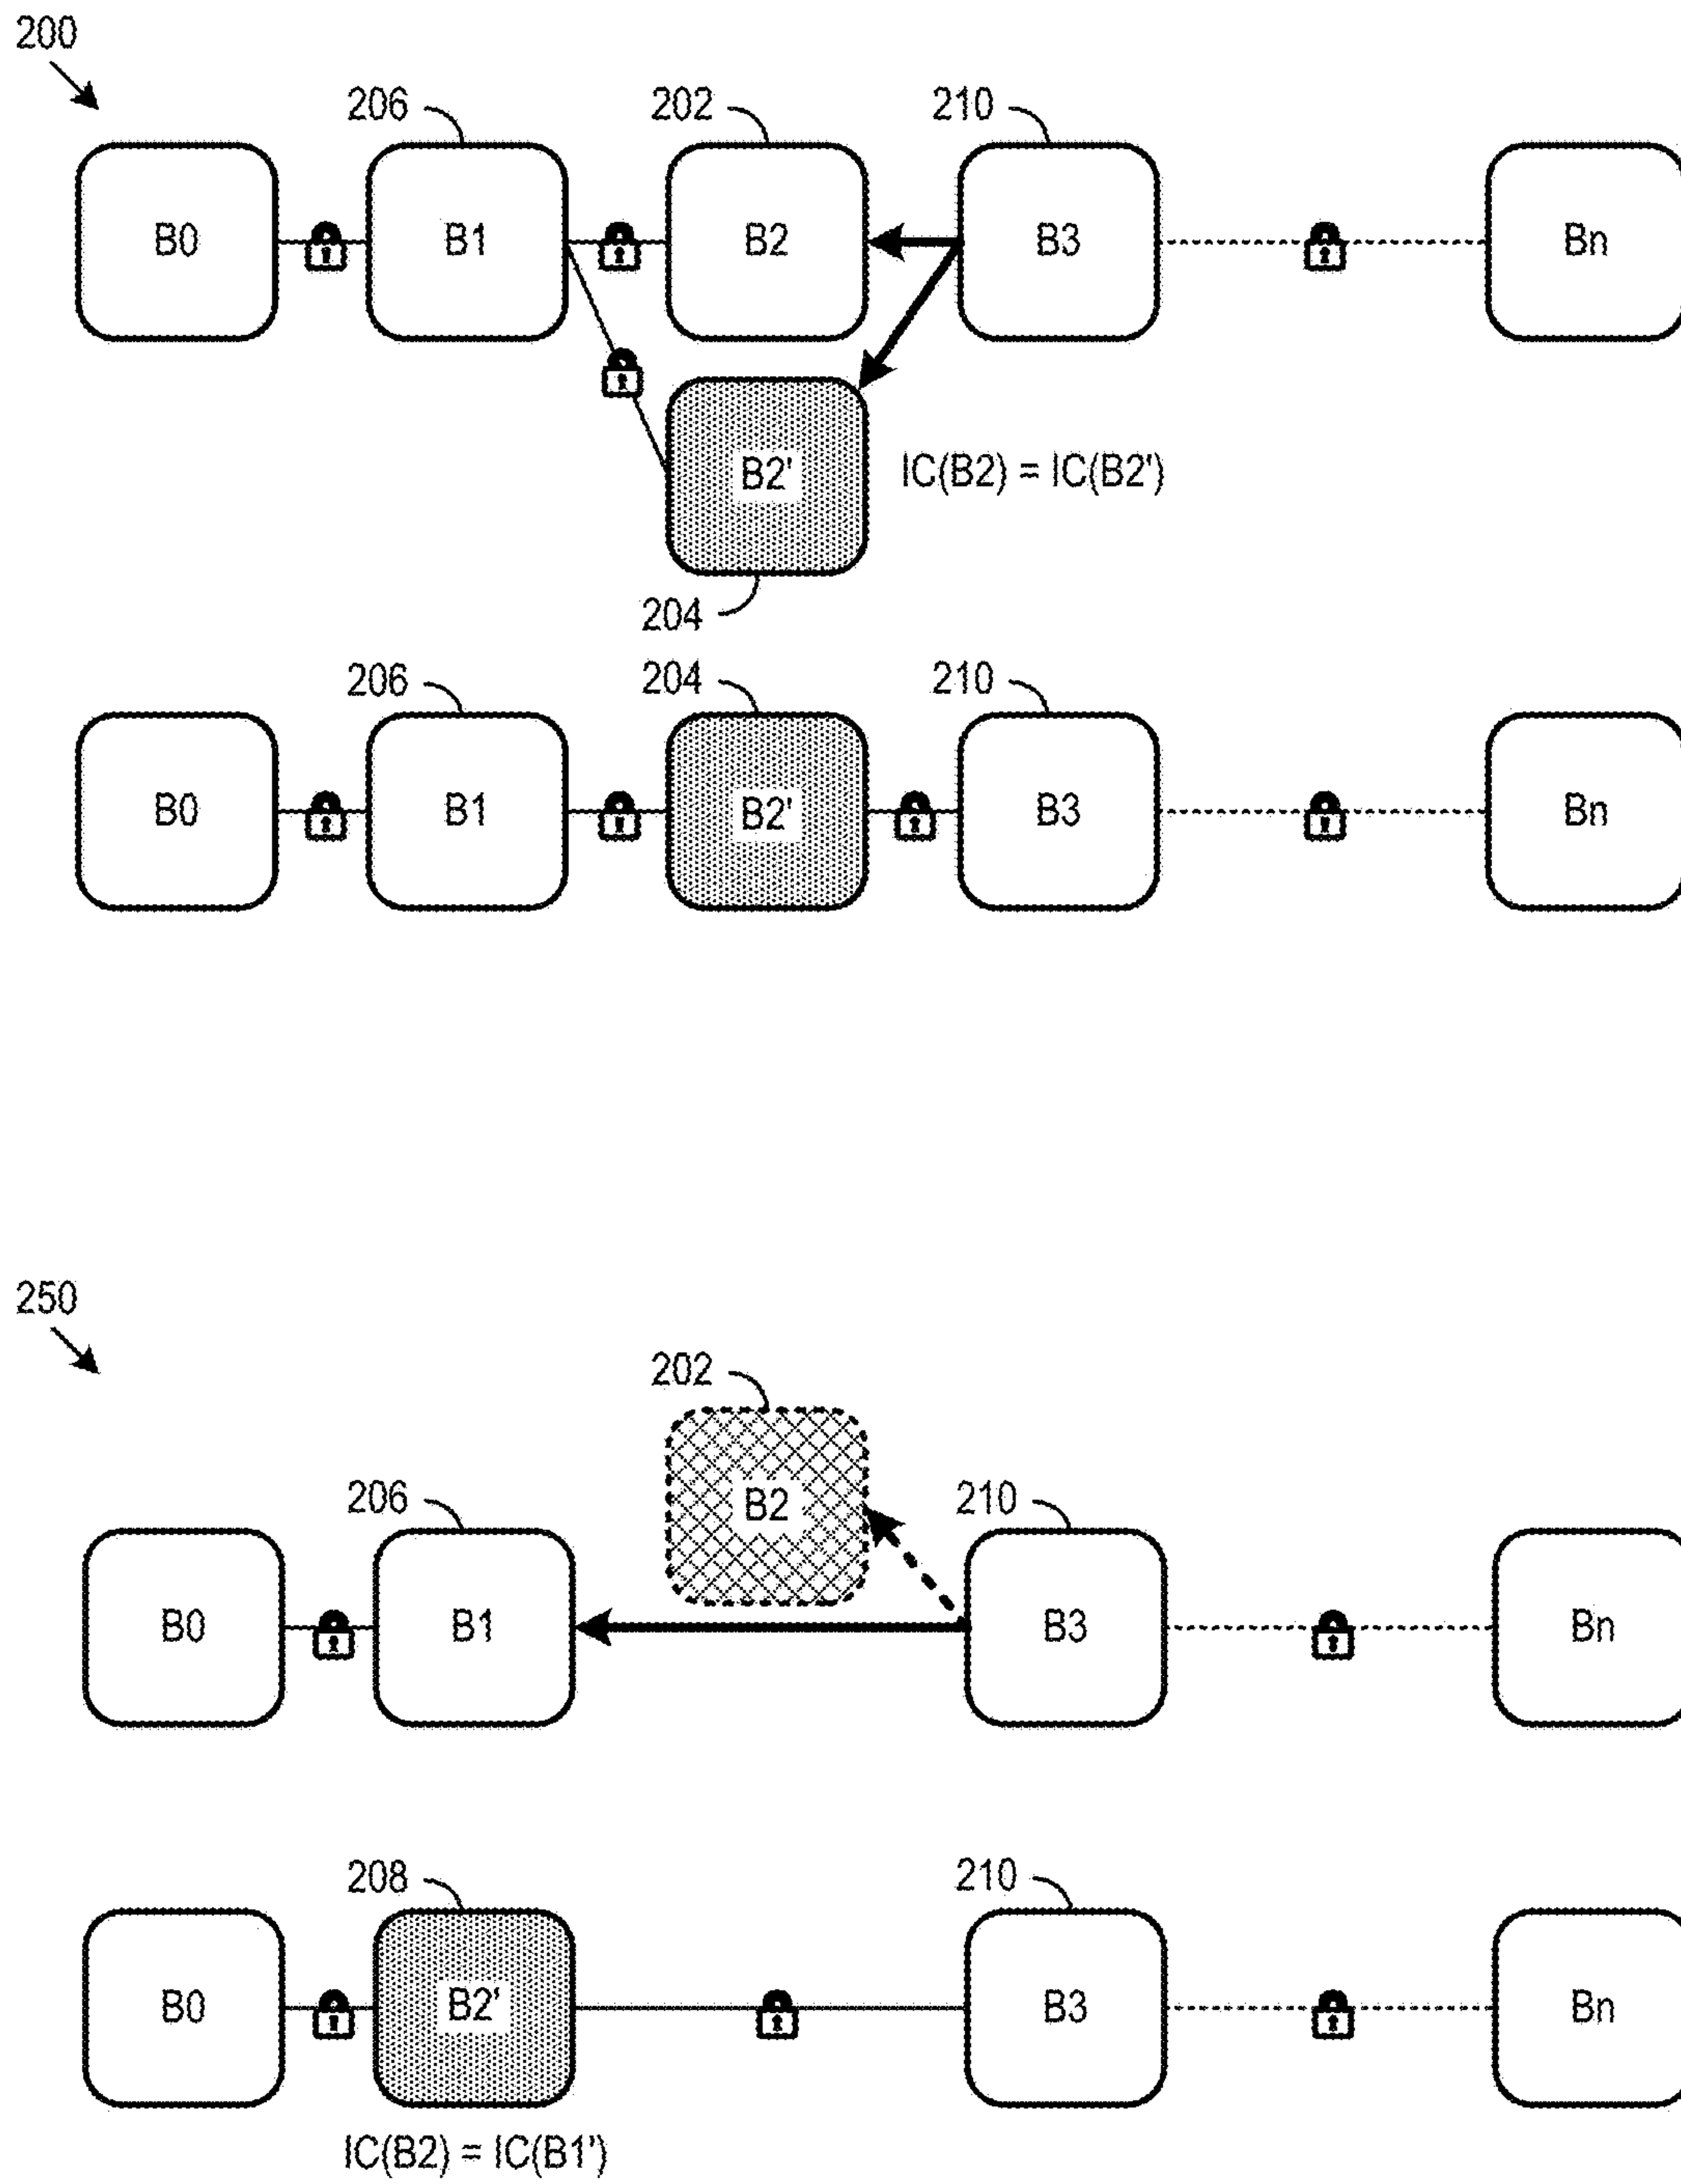 200
206 202 210
B0 B1 B2 B3 Bn
B2' IC(B2) = IC(B2')
204
206 204 210
B0 B1 B2' B3 Bn
250
202
B2
206 210
B0 B1 B3 Bn
208 210
B0 B2' B3 Bn
IC(B2) = IC(B1')